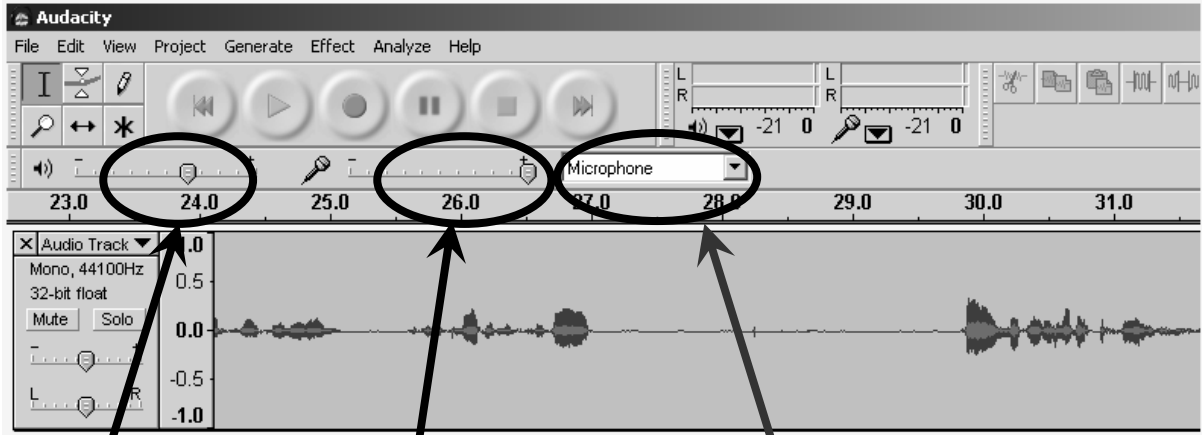 Audacity
File Edit View Project Generate Effect Analyze Help
L
R
-21 0
L
R
-21 0
- +
- +
Microphone
23.0 24.0 25.0 26.0 27.0 28.0 29.0 30.0 31.0
Audio Track
Mono, 44100Hz
32-bit float
Mute Solo
- +
L R
1.0
0.5
0.0
-0.5
-1.0